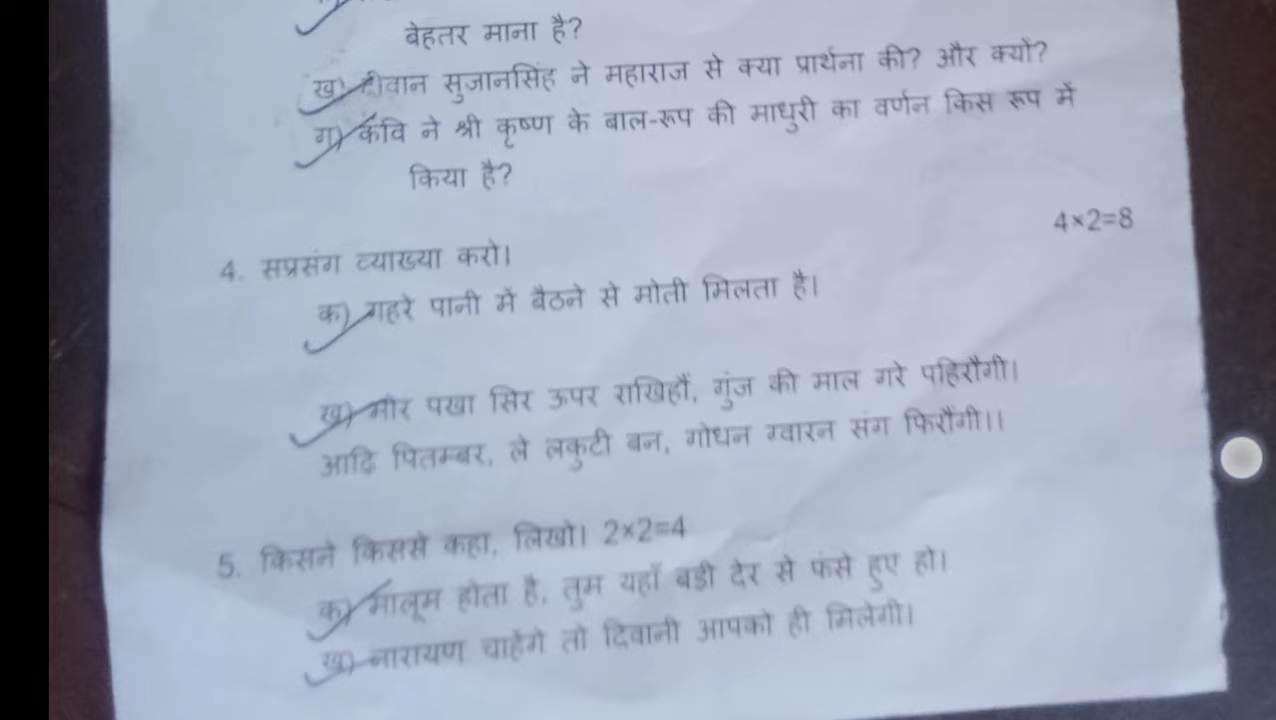 बेहतर माना है?
ख) दीवान सुजानसिंह ने महाराज से क्या प्रार्थना की? और क्यों?
ग) कवि ने श्री कृष्ण के बाल-रूप की माधुरी का वर्णन किस रूप में
किया है?
4×2=8
4. सप्रसंग व्याख्या करो।
क) गहरे पानी में बैठने से मोती मिलता है।
ख) मोर पखा सिर ऊपर राखिहौं, गुंज की माल गरे पहिरौगी।
आढि पितम्बर, ले लकुटी बन, गोधन ग्वारन संग फिरौंगी।।
5. किसने किससे कहा, लिखो। 2×2=4
क) मालूम होता है, तुम यहाँ बड़ी देर से फंसे हुए हो।
ख) नारायण चाहेंगे तो दिवानी आपको ही मिलेगी।